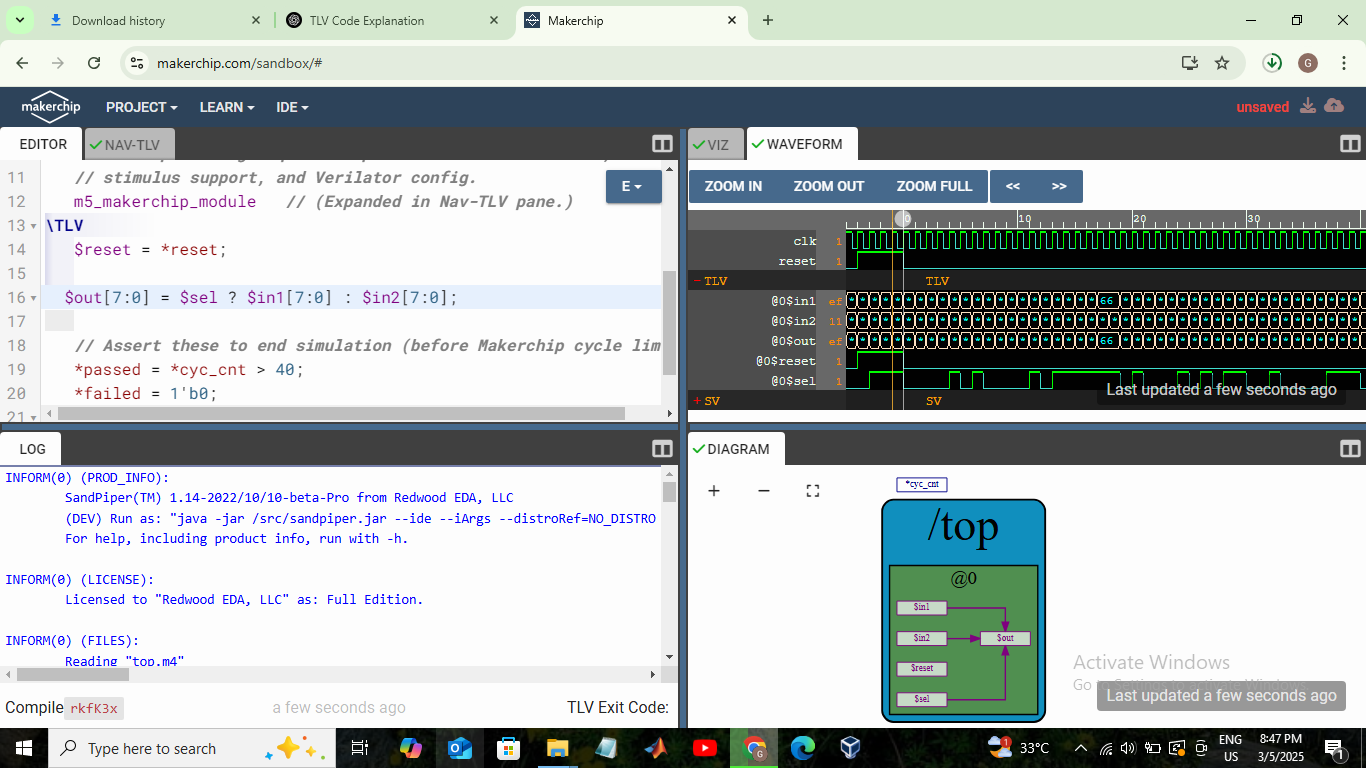 Download history
TLV Code Explanation
Makerchip
makerchip.com/sandbox/#
G
makerchip
PROJECT
LEARN
IDE
unsaved
EDITOR
NAV-TLV
11 // stimulus support, and Verilator config.
12 m5_makerchip_module // (Expanded in Nav-TLV pane.)
13 \TLV
14 $reset = *reset;
15
16 $out[7:0] = $sel ? $in1[7:0] : $in2[7:0];
17
18 // Assert these to end simulation (before Makerchip cycle lim
19 *passed = *cyc_cnt > 40;
20 *failed = 1'b0;
21
E
VIZ
WAVEFORM
ZOOM IN
ZOOM OUT
ZOOM FULL
<<
>>
0 10 20 30
clk 1
reset 1
- TLV TLV
@0$in1 ef 66
@0$in2 11
@0$out ef 66
@0$reset 1
@0$sel 1
+ SV SV
Last updated a few seconds ago
LOG
INFORM(0) (PROD_INFO):
SandPiper(TM) 1.14-2022/10/10-beta-Pro from Redwood EDA, LLC
(DEV) Run as: "java -jar /src/sandpiper.jar --ide --iArgs --distroRef=NO_DISTRO
For help, including product info, run with -h.
INFORM(0) (LICENSE):
Licensed to "Redwood EDA, LLC" as: Full Edition.
INFORM(0) (FILES):
Reading "top.m4"
Compile rkfK3x
a few seconds ago
TLV Exit Code:
DIAGRAM
*cyc_cnt
/top
@0
$in1
$in2
$out
$reset
$sel
Activate Windows
Last updated a few seconds ago
Type here to search
33°C
ENG
US
8:47 PM
3/5/2025
1